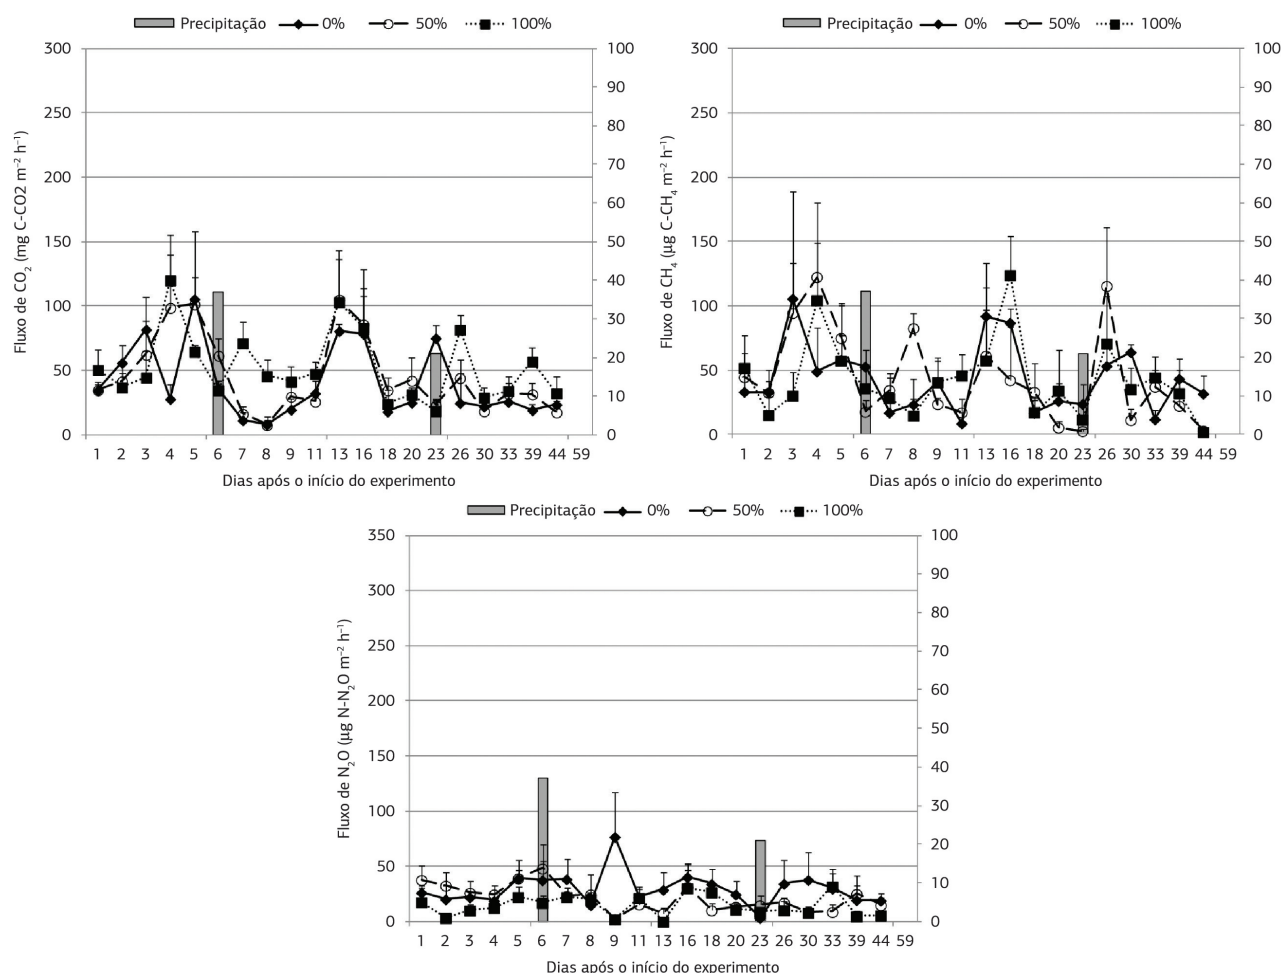 Precipitação 0% 50% 100%
300 250 200 150 100 50 0
100 90 80 70 60 50 40 30 20 10 0
Fluxo de CO2 (mg C-CO2 m–2 h–1)
1 2 3 4 5 6 7 8 9 11 13 16 18 20 23 26 30 33 39 44 59
Dias após o início do experimento
Precipitação 0% 50% 100%
300 250 200 150 100 50 0
100 90 80 70 60 50 40 30 20 10 0
Fluxo de CH4 (µg C-CH4 m–2 h–1)
1 2 3 4 5 6 7 8 9 11 13 16 18 20 23 26 30 33 39 44 59
Dias após o início do experimento
Precipitação 0% 50% 100%
350 300 250 200 150 100 50 0
100 90 80 70 60 50 40 30 20 10 0
Fluxo de N2O (µg N-N2O m–2 h–1)
1 2 3 4 5 6 7 8 9 11 13 16 18 20 23 26 30 33 39 44 59
Dias após o início do experimento